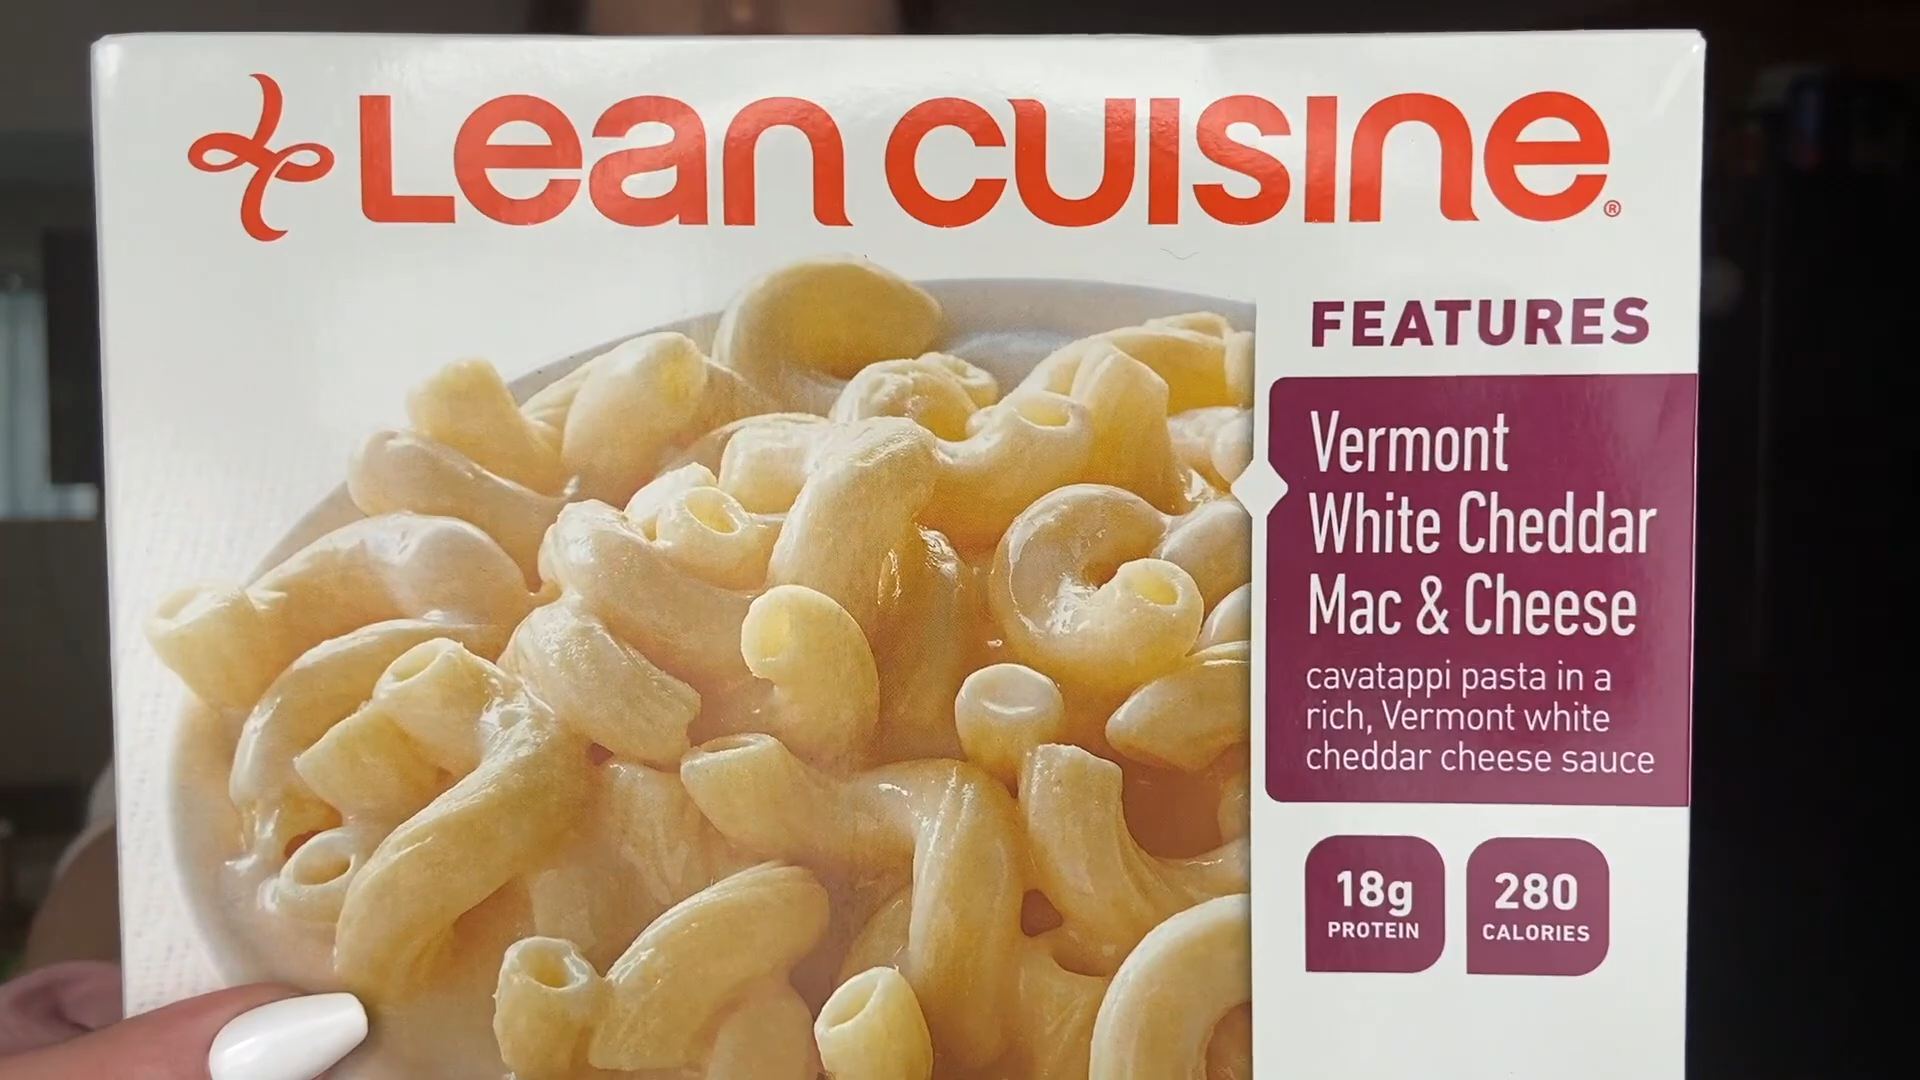 Lean Cuisine®
FEATURES
Vermont
White Cheddar
Mac & Cheese
cavatappi pasta in a
rich, Vermont white
cheddar cheese sauce
18g
PROTEIN
280
CALORIES